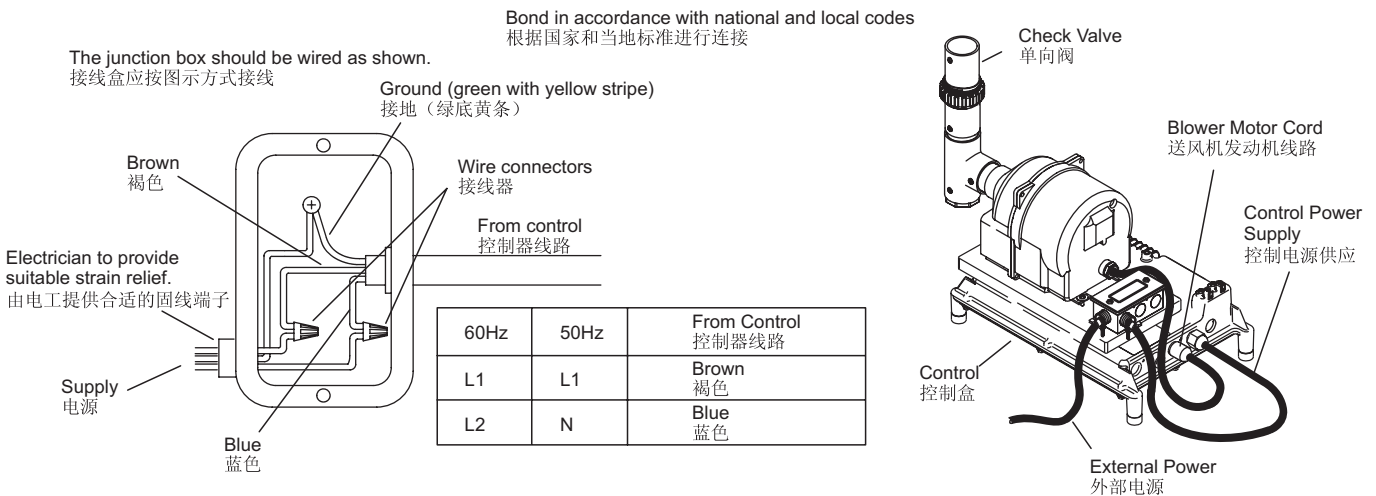 Bond in accordance with national and local codes
根据国家和当地标准进行连接
The junction box should be wired as shown.
接线盒应按图示方式接线
Ground (green with yellow stripe)
接地（绿底黄条）
Brown
褐色
Wire connectors
接线器
From control
控制器线路
Electrician to provide
suitable strain relief.
由电工提供合适的固线端子
Supply
电源
Blue
蓝色
60Hz 50Hz From Control
控制器线路
L1 L1 Brown
褐色
L2 N Blue
蓝色
Check Valve
单向阀
Blower Motor Cord
送风机发动机线路
Control Power
Supply
控制电源供应
Control
控制盒
External Power
外部电源